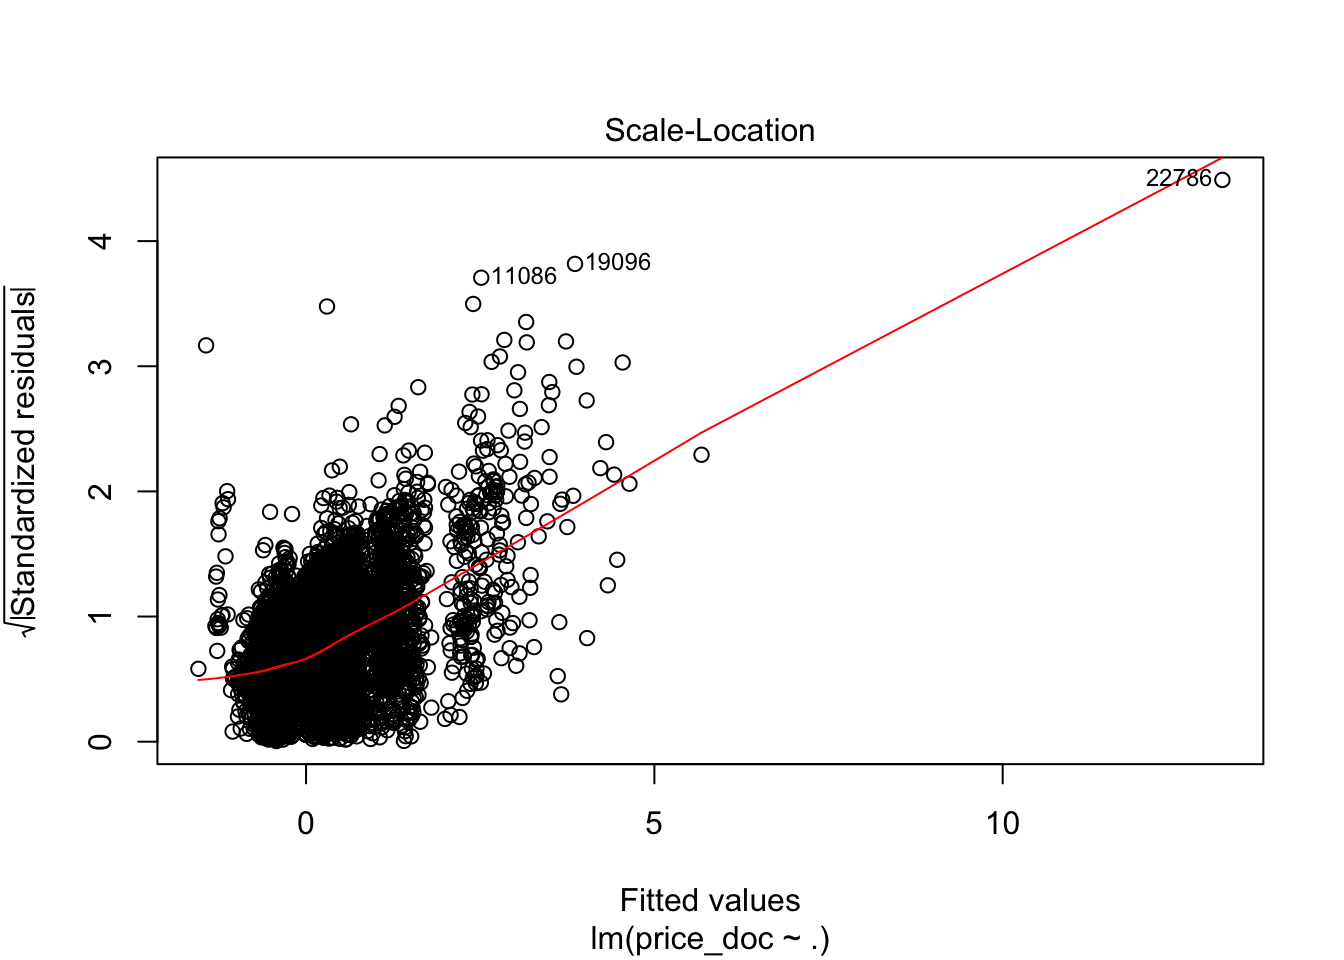 Scale-Location
√|Standardized residuals|
4
3
2
1
0
22786
19096
11086
0 5 10
Fitted values
lm(price_doc ~ .)